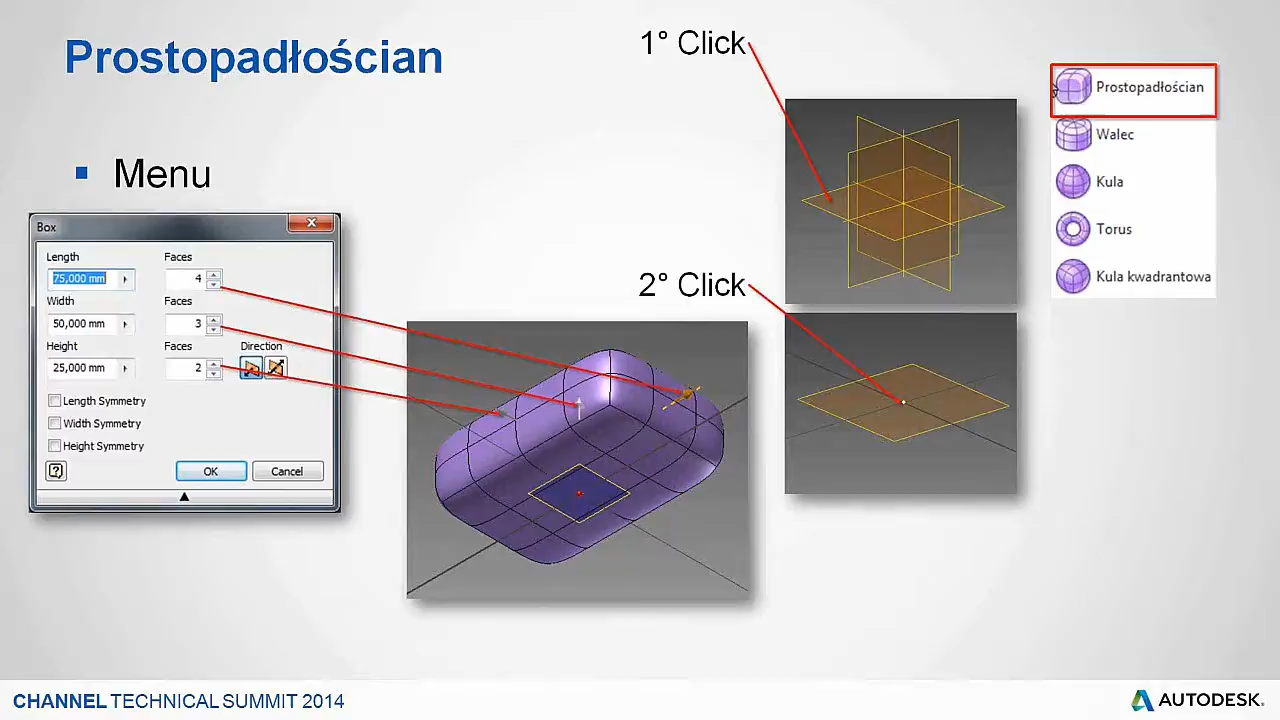 Prostopadłościan
Menu
Box
Length
Faces
75,000 mm
4
Width
Faces
50,000 mm
3
Height
Faces
Direction
25,000 mm
2
Length Symmetry
Width Symmetry
Height Symmetry
?
OK
Cancel
1° Click
2° Click
Prostopadłościan
Walec
Kula
Torus
Kula kwadrantowa
CHANNEL TECHNICAL SUMMIT 2014
AUTODESK.